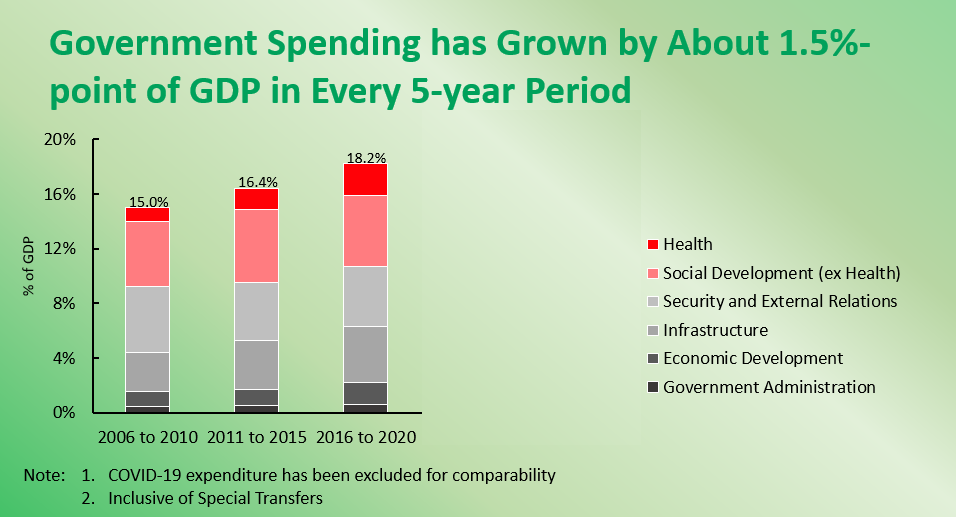 Government Spending has Grown by About 1.5%-
point of GDP in Every 5-year Period
20%
16%
12%
8%
4%
0%
% of GDP
15.0%
16.4%
18.2%
2006 to 2010
2011 to 2015
2016 to 2020
Health
Social Development (ex Health)
Security and External Relations
Infrastructure
Economic Development
Government Administration
Note: 1. COVID-19 expenditure has been excluded for comparability
2. Inclusive of Special Transfers